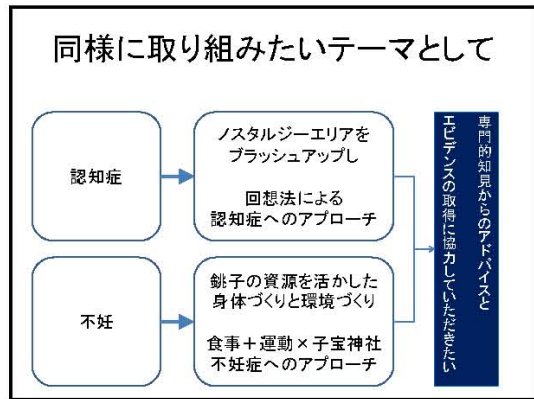 同様に取り組みたいテーマとして
認知症
ノスタルジーエリアを
ブラッシュアップし
回想法による
認知症へのアプローチ
不妊
銚子の資源を活かした
身体づくりと環境づくり
食事＋運動×子宝神社
不妊症へのアプローチ
専門的知見からのアドバイスと
エビデンスの取得に協力していただきたい